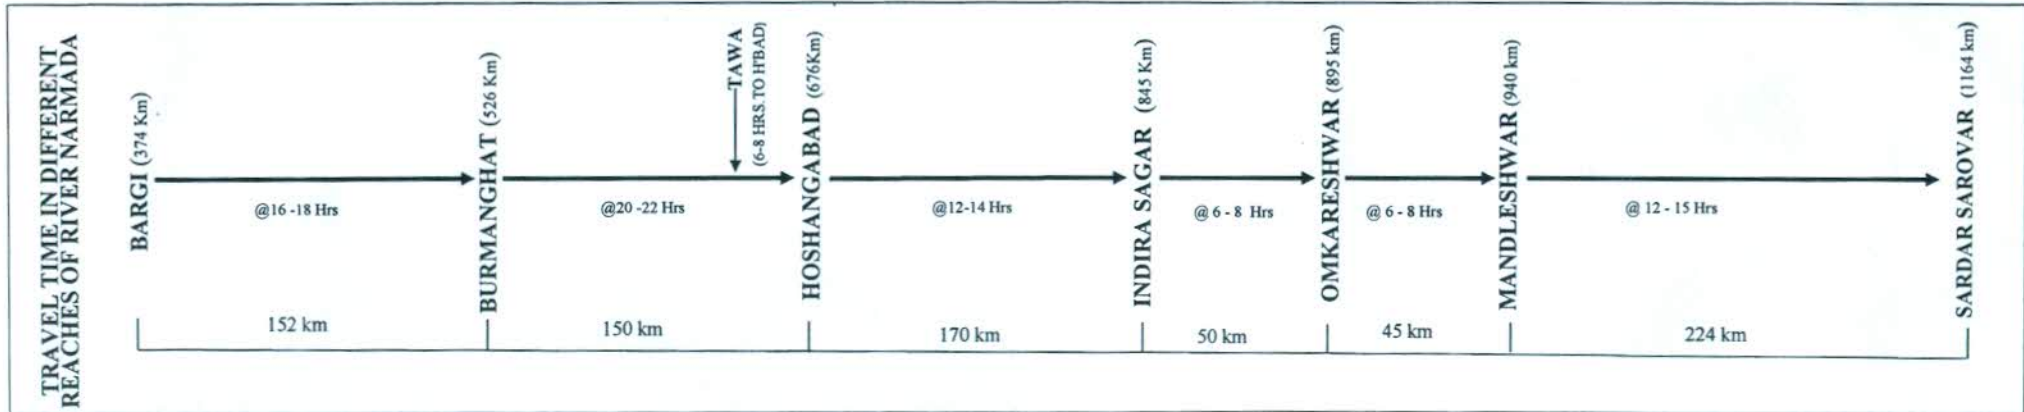 TRAVEL TIME IN DIFFERENT
REACHES OF RIVER NARMADA
BARGI (374 Km)
@16 -18 Hrs
BURMANGHAT (526 Km)
@20 -22 Hrs
TAWA
(6-8 HRS. TO H'BAD)
HOSHANGABAD (676Km)
@12-14 Hrs
INDIRA SAGAR (845 Km)
@ 6 - 8 Hrs
OMKARESHWAR (895 km)
@ 6 - 8 Hrs
MANDLESHWAR (940 km)
@ 12 - 15 Hrs
SARDAR SAROVAR (1164 km)
152 km
150 km
170 km
50 km
45 km
224 km